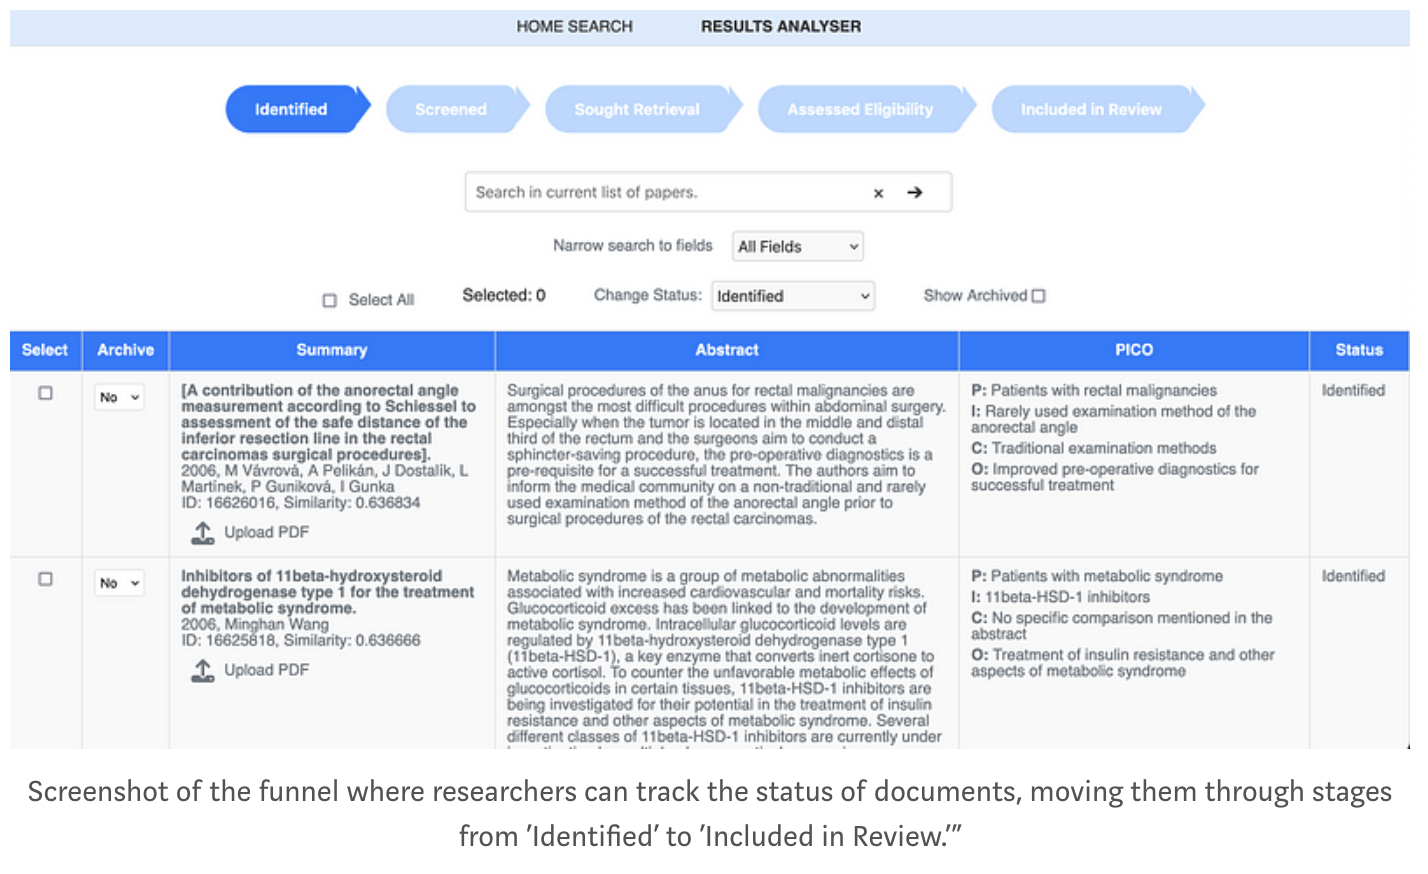 HOME SEARCH RESULTS ANALYSER
Identified Screened Sought Retrieval Assessed Eligibility Included in Review
Search in current list of papers. × →
Narrow search to fields All Fields
Select All Selected: 0 Change Status: Identified Show Archived
Select Archive Summary Abstract PICO Status
No
[A contribution of the anorectal angle
measurement according to Schiessel to
assessment of the safe distance of the
inferior resection line in the rectal
carcinomas surgical procedures].
2006, M Vávrová, A Pelikán, J Dostalík, L
Martínek, P Guniková, I Gunka
ID: 16626016, Similarity: 0.636834
Upload PDF
Surgical procedures of the anus for rectal malignancies are
amongst the most difficult procedures within abdominal surgery.
Especially when the tumor is located in the middle and distal
third of the rectum and the surgeons aim to conduct a
sphincter-saving procedure, the pre-operative diagnostics is a
pre-requisite for a successful treatment. The authors aim to
inform the medical community on a non-traditional and rarely
used examination method of the anorectal angle prior to
surgical procedures of the rectal carcinomas.
P: Patients with rectal malignancies
I: Rarely used examination method of the
anorectal angle
C: Traditional examination methods
O: Improved pre-operative diagnostics for
successful treatment
Identified
No
Inhibitors of 11beta-hydroxysteroid
dehydrogenase type 1 for the treatment
of metabolic syndrome.
2006, Minghan Wang
ID: 16625818, Similarity: 0.636666
Upload PDF
Metabolic syndrome is a group of metabolic abnormalities
associated with increased cardiovascular and mortality risks.
Glucocorticoid excess has been linked to the development of
metabolic syndrome. Intracellular glucocorticoid levels are
regulated by 11beta-hydroxysteroid dehydrogenase type 1
(11beta-HSD-1), a key enzyme that converts inert cortisone to
active cortisol. To counter the unfavorable metabolic effects of
glucocorticoids in certain tissues, 11beta-HSD-1 inhibitors are
being investigated for their potential in the treatment of insulin
resistance and other aspects of metabolic syndrome. Several
different classes of 11beta-HSD-1 inhibitors are currently under
P: Patients with metabolic syndrome
I: 11beta-HSD-1 inhibitors
C: No specific comparison mentioned in the
abstract
O: Treatment of insulin resistance and other
aspects of metabolic syndrome
Identified
Screenshot of the funnel where researchers can track the status of documents, moving them through stages
from ’Identified’ to ’Included in Review.’”